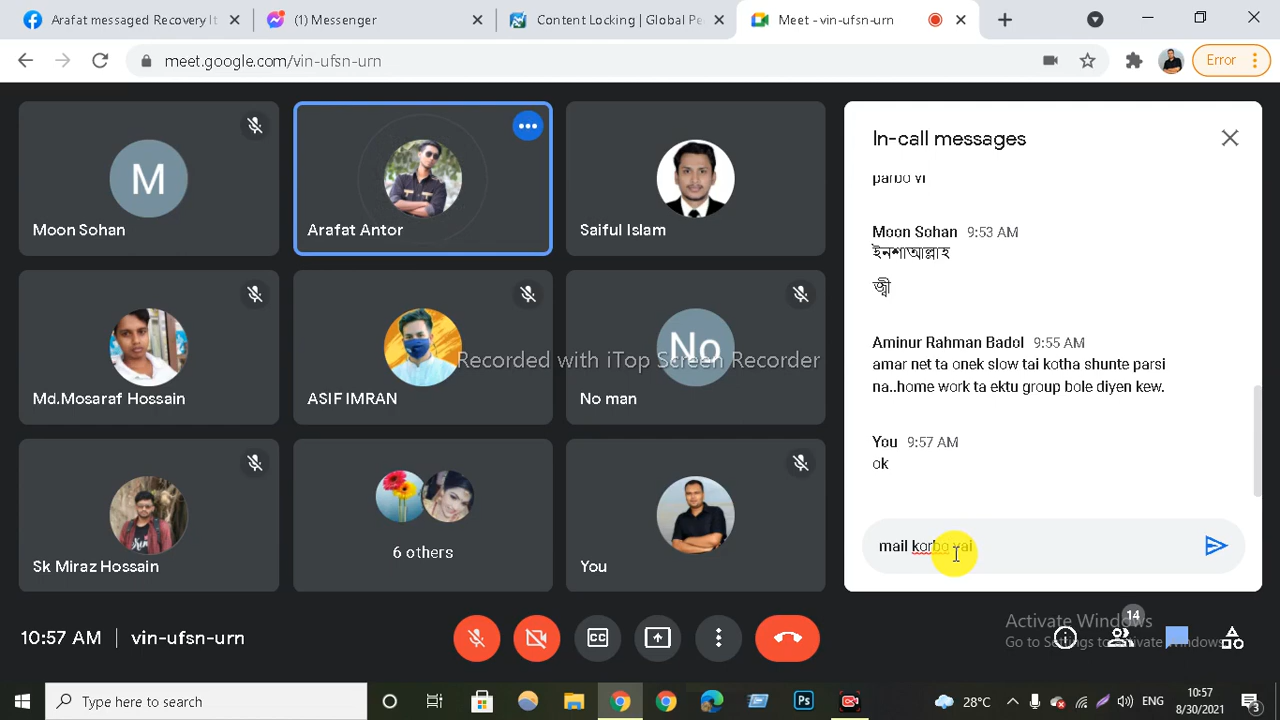 Arafat messaged Recovery It
(1) Messenger
Content Locking | Global Pe
Meet - vin-ufsn-urn
meet.google.com/vin-ufsn-urn
Error
M
Moon Sohan
Arafat Antor
Saiful Islam
Md.Mosaraf Hossain
ASIF IMRAN
No
No man
Sk Miraz Hossain
6 others
You
Recorded with iTop Screen Recorder
In-call messages
parbo vi
Moon Sohan 9:53 AM
ইনশাআল্লাহ
জ্বী
Aminur Rahman Badol 9:55 AM
amar net ta onek slow tai kotha shunte parsi
na..home work ta ektu group bole diyen kew.
You 9:57 AM
ok
mail korbo vai
10:57 AM | vin-ufsn-urn
CC
14
Activate Windows
Go to Settings to activate Windows.
Type here to search
Ps
28°C
ENG
10:57
8/30/2021
3